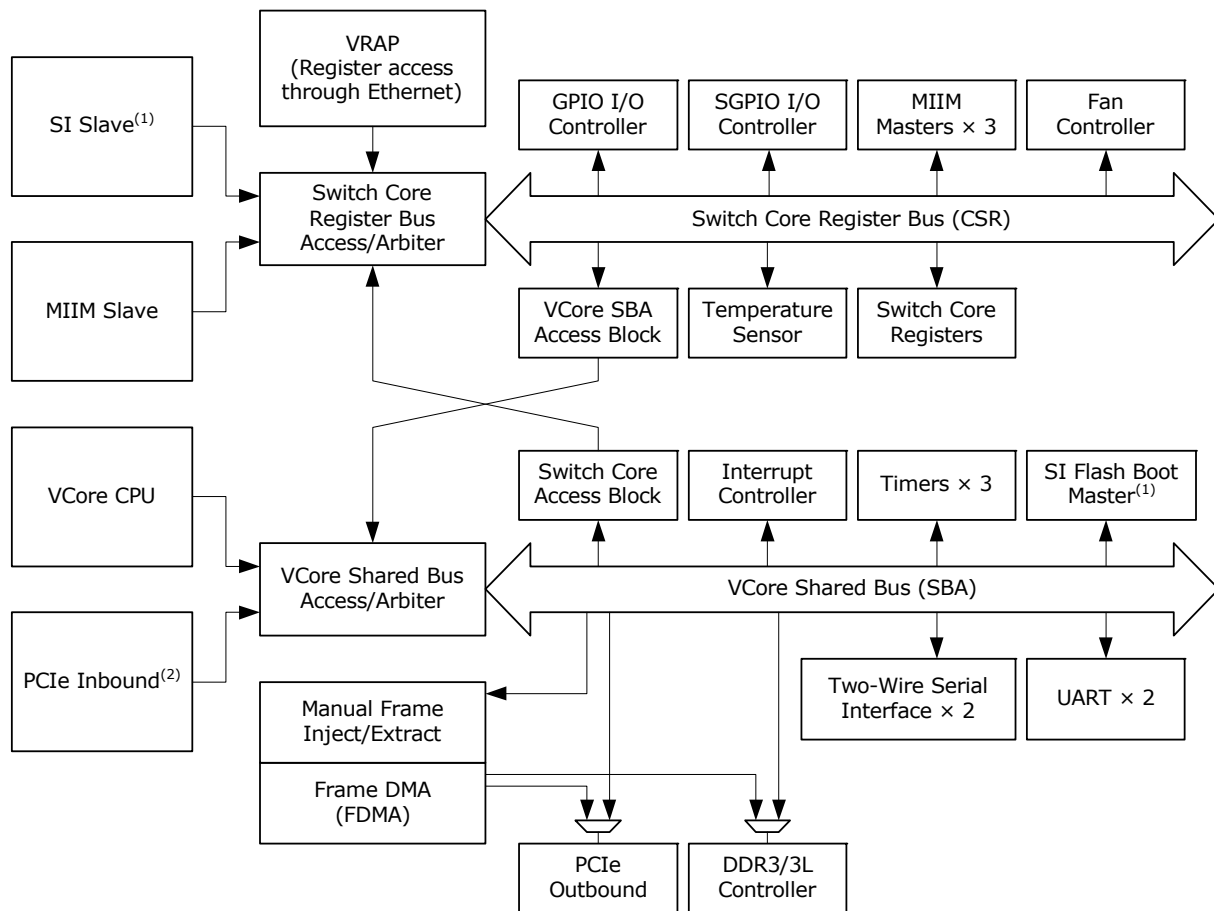 VRAP
(Register access
through Ethernet)
SI Slave(1)
GPIO I/O
Controller
SGPIO I/O
Controller
MIIM
Masters × 3
Fan
Controller
Switch Core
Register Bus
Access/Arbiter
Switch Core Register Bus (CSR)
MIIM Slave
VCore SBA
Access Block
Temperature
Sensor
Switch Core
Registers
VCore CPU
Switch Core
Access Block
Interrupt
Controller
Timers × 3
SI Flash Boot
Master(1)
VCore Shared Bus
Access/Arbiter
VCore Shared Bus (SBA)
PCIe Inbound(2)
Manual Frame
Inject/Extract
Two-Wire Serial
Interface × 2
UART × 2
Frame DMA
(FDMA)
PCIe
Outbound
DDR3/3L
Controller